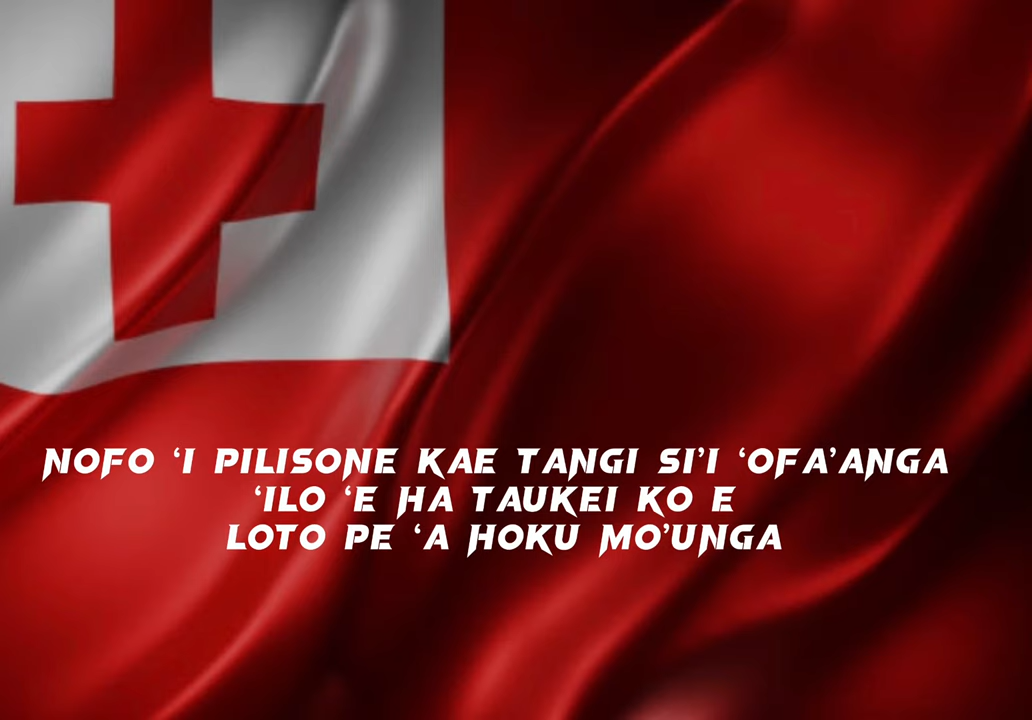 NOFO ‘I PILISONE KAE TANGI SI’I ‘OFA’ANGA
‘ILO ‘E HA TAUKEI KO E
LOTO PE ‘A HOKU MO’UNGA